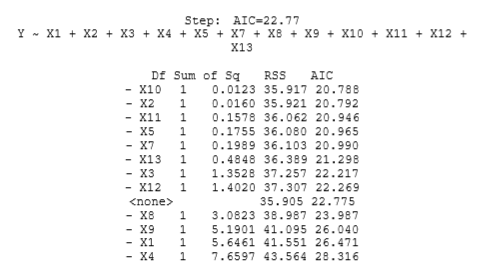 Step: AIC=22.77
Y ~ X1 + X2 + X3 + X4 + X5 + X7 + X8 + X9 + X10 + X11 + X12 +
X13
Df Sum of Sq RSS AIC
- X10 1 0.0123 35.917 20.788
- X2 1 0.0160 35.921 20.792
- X11 1 0.1578 36.062 20.946
- X5 1 0.1755 36.080 20.965
- X7 1 0.1989 36.103 20.990
- X13 1 0.4848 36.389 21.298
- X3 1 1.3528 37.257 22.217
- X12 1 1.4020 37.307 22.269
<none> 35.905 22.775
- X8 1 3.0823 38.987 23.987
- X9 1 5.1901 41.095 26.040
- X1 1 5.6461 41.551 26.471
- X4 1 7.6597 43.564 28.316